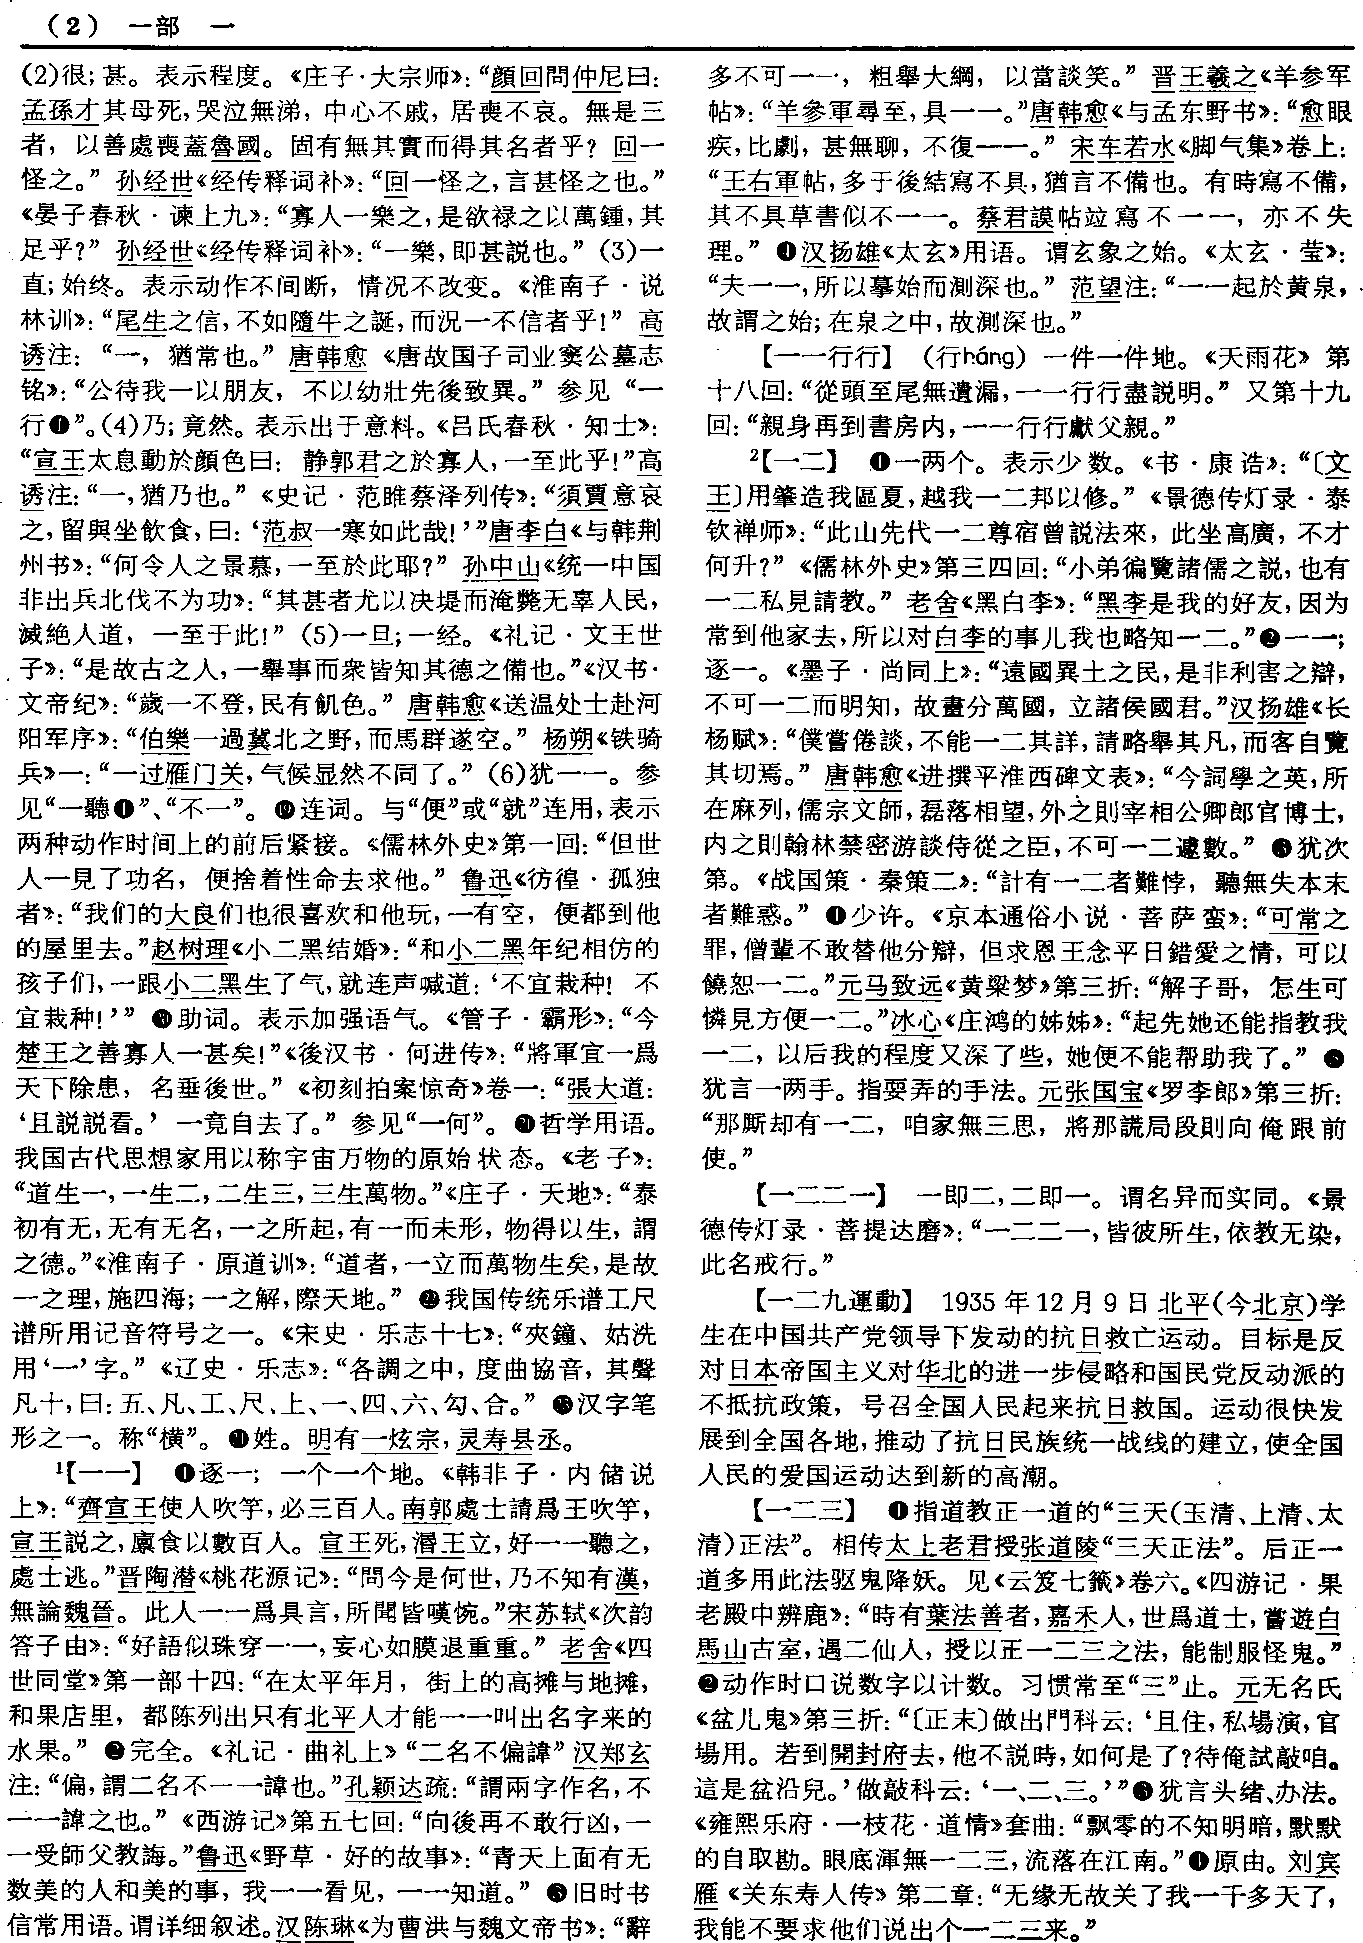 （2） 一部 一
(2)很；甚。表示程度。《庄子·大宗师》：“顔回問仲尼曰：
孟孫才其母死，哭泣無涕，中心不戚，居喪不哀。無是三
者，以善處喪蓋魯國。固有無其實而得其名者乎？回一
怪之。”孙经世《经传释词补》：“回一怪之，言甚怪之也。”
《晏子春秋·谏上九》：“寡人一樂之，是欲禄之以萬鍾，其
足乎？”孙经世《经传释词补》：“一樂，即甚説也。”(3)一
直；始终。表示动作不间断，情况不改变。《淮南子·说
林训》：“尾生之信，不如隨牛之誕，而況一不信者乎！”高
诱注：“一，猶常也。”唐韩愈《唐故国子司业窦公墓志
铭》：“公待我一以朋友，不以幼壯先後致異。”参见“一
行❶”。(4)乃；竟然。表示出于意料。《吕氏春秋·知士》：
“宣王太息動於顔色曰：静郭君之於寡人，一至此乎！”高
诱注：“一，猶乃也。”《史记·范雎蔡泽列传》：“須賈意哀
之，留與坐飲食，曰：‘范叔一寒如此哉！’”唐李白《与韩荆
州书》：“何令人之景慕，一至於此耶？”孙中山《统一中国
非出兵北伐不为功》：“其甚者尤以决堤而淹斃无辜人民，
滅絶人道，一至于此！”(5)一旦；一经。《礼记·文王世
子》：“是故古之人，一舉事而衆皆知其德之備也。”《汉书·
文帝纪》：“歲一不登，民有飢色。”唐韩愈《送温处士赴河
阳军序》：“伯樂一過冀北之野，而馬群遂空。”杨朔《铁骑
兵》一：“一过雁门关，气候显然不同了。”(6)犹一一。参
见“一聽❶”、“不一”。⓳连词。与“便”或“就”连用，表示
两种动作时间上的前后紧接。《儒林外史》第一回：“但世
人一見了功名，便捨着性命去求他。”鲁迅《彷徨·孤独
者》：“我们的大良们也很喜欢和他玩，一有空，便都到他
的屋里去。”赵树理《小二黑结婚》：“和小二黑年纪相仿的
孩子们，一跟小二黑生了气，就连声喊道：‘不宜栽种！不
宜栽种！’”⓴助词。表示加强语气。《管子·霸形》：“今
楚王之善寡人一甚矣！”《後汉书·何进传》：“將軍宜一爲
天下除患，名垂後世。”《初刻拍案惊奇》卷一：“張大道：
‘且説説看。’一竟自去了。”参见“一何”。㉑哲学用语。
我国古代思想家用以称宇宙万物的原始状态。《老子》：
“道生一，一生二，二生三，三生萬物。”《庄子·天地》：“泰
初有无，无有无名，一之所起，有一而未形，物得以生，謂
之德。”《淮南子·原道训》：“道者，一立而萬物生矣，是故
一之理，施四海；一之解，際天地。”㉒我国传统乐谱工尺
谱所用记音符号之一。《宋史·乐志十七》：“夾鐘、姑洗
用‘一’字。”《辽史·乐志》：“各調之中，度曲協音，其聲
凡十，曰：五、凡、工、尺、上、一、四、六、勾、合。”㉓汉字笔
形之一。称“横”。㉔姓。明有一炫宗，灵寿县丞。
¹【一一】 ❶逐一；一个一个地。《韩非子·内储说
上》：“齊宣王使人吹竽，必三百人。南郭處士請爲王吹竽，
宣王説之，廪食以數百人。宣王死，湣王立，好一一聽之，
處士逃。”晋陶潜《桃花源记》：“問今是何世，乃不知有漢，
無論魏晉。此人一一爲具言，所聞皆嘆惋。”宋苏轼《次韵
答子由》：“好語似珠穿一一，妄心如膜退重重。”老舍《四
世同堂》第一部十四：“在太平年月，街上的高摊与地摊，
和果店里，都陈列出只有北平人才能一一叫出名字来的
水果。”❷完全。《礼记·曲礼上》“二名不偏諱”汉郑玄
注：“偏，謂二名不一一諱也。”孔颖达疏：“謂兩字作名，不
一一諱之也。”《西游记》第五七回：“向後再不敢行凶，一
一受師父教誨。”鲁迅《野草·好的故事》：“青天上面有无
数美的人和美的事，我一一看见，一一知道。”❸旧时书
信常用语。谓详细叙述。汉陈琳《为曹洪与魏文帝书》：“辭
多不可一一，粗舉大綱，以當談笑。”晋王羲之《羊参军
帖》：“羊參軍尋至，具一一。”唐韩愈《与孟东野书》：“愈眼
疾，比劇，甚無聊，不復一一。”宋车若水《脚气集》卷上：
“王右軍帖，多于後結寫不具，猶言不備也。有時寫不備，
其不具草書似不一一。蔡君謨帖竝寫不一一，亦不失
理。”❹汉扬雄《太玄》用语。谓玄象之始。《太玄·莹》：
“夫一一，所以摹始而測深也。”范望注：“一一起於黄泉，
故謂之始；在泉之中，故測深也。”
【一一行行】 （行háng）一件一件地。《天雨花》第
十八回：“從頭至尾無遺漏，一一行行盡説明。”又第十九
回：“親身再到書房内，一一行行獻父親。”
²【一二】 ❶一两个。表示少数。《书·康诰》：“〔文
王〕用肇造我區夏，越我一二邦以修。”《景德传灯录·泰
钦禅师》：“此山先代一二尊宿曾説法來，此坐高廣，不才
何升？”《儒林外史》第三四回：“小弟徧覽諸儒之説，也有
一二私見請教。”老舍《黑白李》：“黑李是我的好友，因为
常到他家去，所以对白李的事儿我也略知一二。”❷一一；
逐一。《墨子·尚同上》：“遠國異土之民，是非利害之辯，
不可一二而明知，故畫分萬國，立諸侯國君。”汉扬雄《长
杨赋》：“僕嘗倦談，不能一二其詳，請略舉其凡，而客自覽
其切焉。”唐韩愈《进撰平淮西碑文表》：“今詞學之英，所
在麻列，儒宗文師，磊落相望，外之則宰相公卿郎官博士，
内之則翰林禁密游談侍從之臣，不可一二遽數。”❸犹次
第。《战国策·秦策二》：“計有一二者難悖，聽無失本末
者難惑。”❹少许。《京本通俗小说·菩萨蛮》：“可常之
罪，僧輩不敢替他分辯，但求恩王念平日錯愛之情，可以
饒恕一二。”元马致远《黄粱梦》第三折：“解子哥，怎生可
憐見方便一二。”冰心《庄鸿的姊姊》：“起先她还能指教我
一二，以后我的程度又深了些，她便不能帮助我了。”❺
犹言一两手。指耍弄的手法。元张国宝《罗李郎》第三折：
“那厮却有一二，咱家無三思，將那謊局段則向俺跟前
使。”
【一二二一】 一即二，二即一。谓名异而实同。《景
德传灯录·菩提达磨》：“一二二一，皆彼所生，依教无染，
此名戒行。”
【一二九運動】 1935年12月9日北平(今北京)学
生在中国共产党领导下发动的抗日救亡运动。目标是反
对日本帝国主义对华北的进一步侵略和国民党反动派的
不抵抗政策，号召全国人民起来抗日救国。运动很快发
展到全国各地，推动了抗日民族统一战线的建立，使全国
人民的爱国运动达到新的高潮。
【一二三】 ❶指道教正一道的“三天(玉清、上清、太
清)正法”。相传太上老君授张道陵“三天正法”。后正一
道多用此法驱鬼降妖。见《云笈七籤》卷六。《四游记·果
老殿中辨鹿》：“時有葉法善者，嘉禾人，世爲道士，嘗遊白
馬山古室，遇二仙人，授以正一二三之法，能制服怪鬼。”
❷动作时口说数字以计数。习惯常至“三”止。元无名氏
《盆儿鬼》第三折：“〔正末〕做出門科云：‘且住，私場演，官
場用。若到開封府去，他不説時，如何是了？待俺試敲咱。
這是盆沿兒。’做敲科云：‘一、二、三。’”❸犹言头绪、办法。
《雍熙乐府·一枝花·道情》套曲：“飘零的不知明暗，默默
的自取勘。眼底渾無一二三，流落在江南。”❹原由。刘宾
雁《关东寿人传》第二章：“无缘无故关了我一千多天了，
我能不要求他们说出个一二三来。”